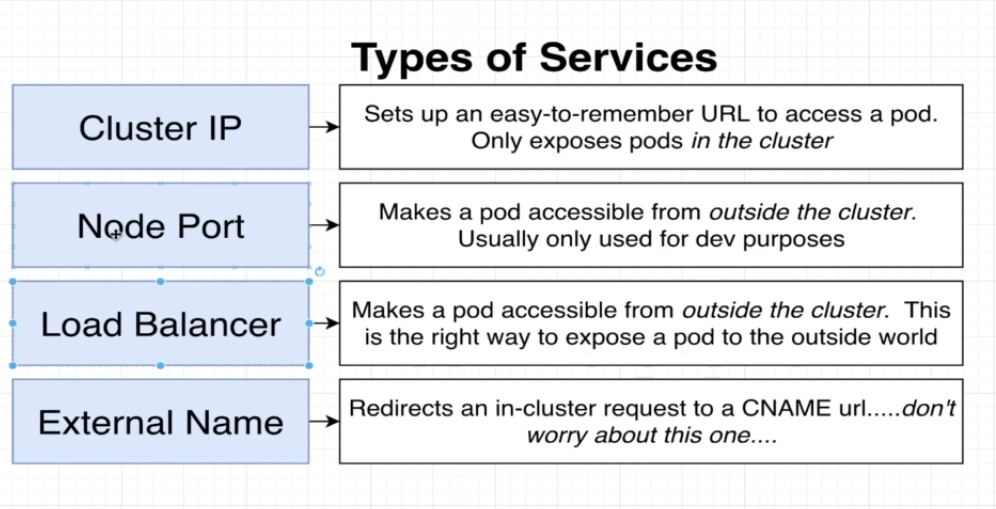 Types of Services
Cluster IP
Sets up an easy-to-remember URL to access a pod.
Only exposes pods in the cluster
Node Port
Makes a pod accessible from outside the cluster.
Usually only used for dev purposes
Load Balancer
Makes a pod accessible from outside the cluster.  This
is the right way to expose a pod to the outside world
External Name
Redirects an in-cluster request to a CNAME url.....don't
worry about this one....